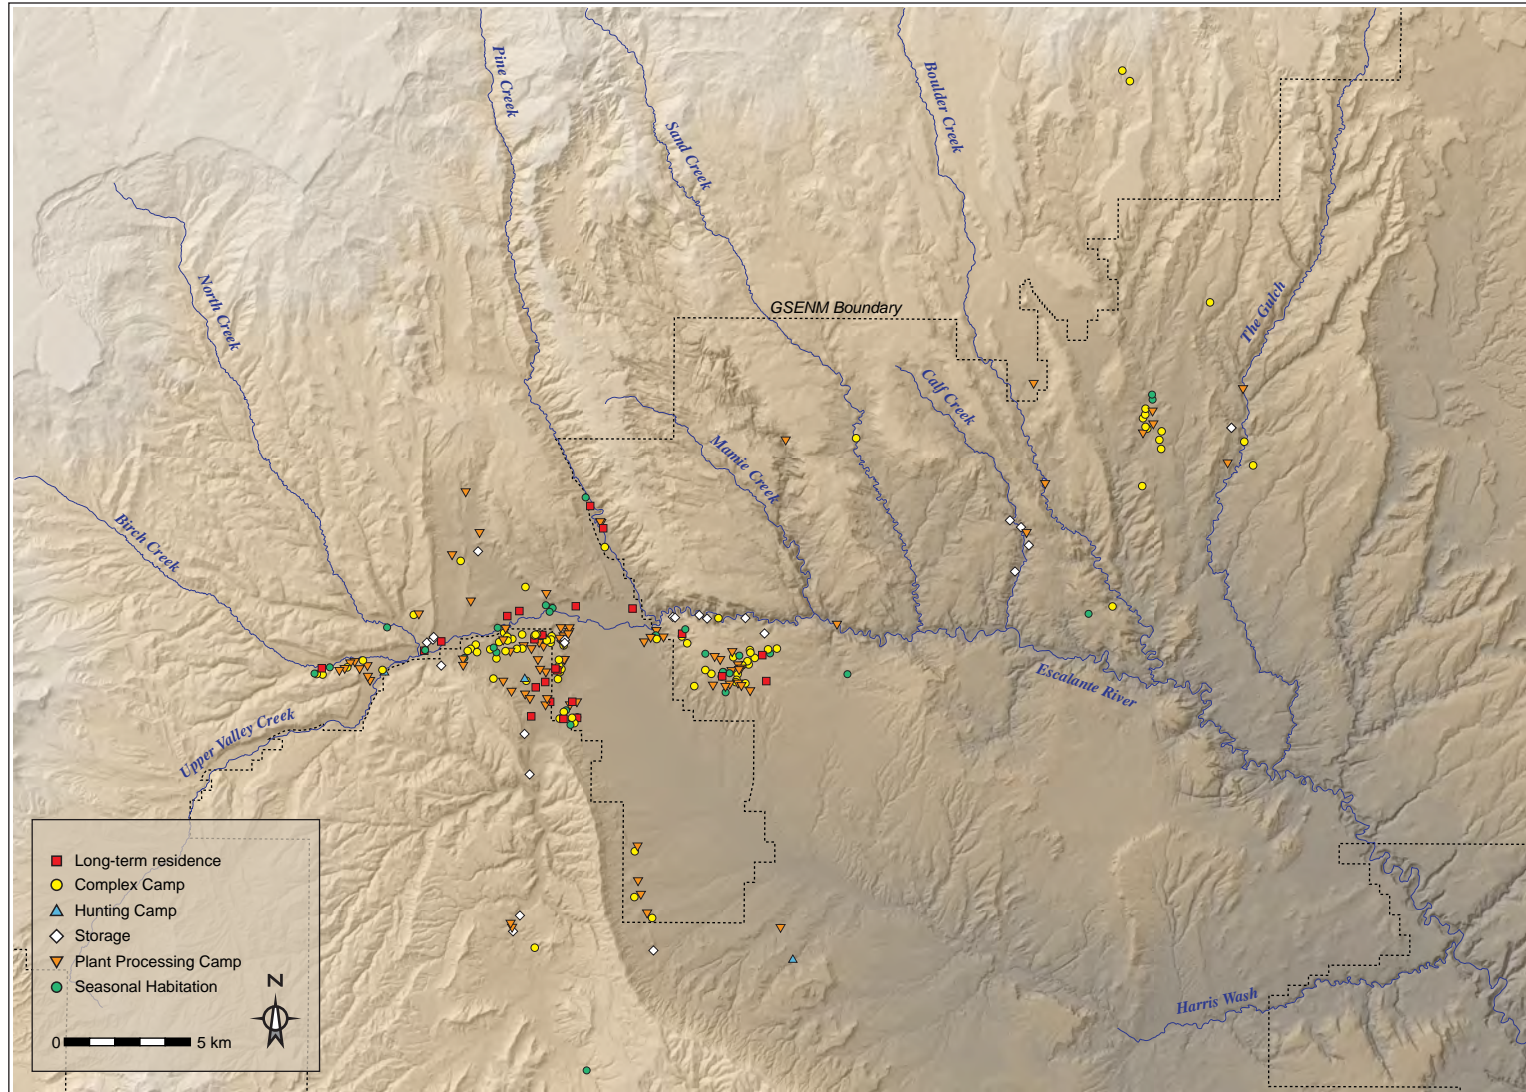 Pine Creek
Sand Creek
Boulder Creek
The Gulch
North Creek
GSENM Boundary
Calf Creek
Mamie Creek
Birch Creek
Escalante River
Upper Valley Creek
Harris Wash
Long-term residence
Complex Camp
Hunting Camp
Storage
Plant Processing Camp
Seasonal Habitation
N
0 5 km